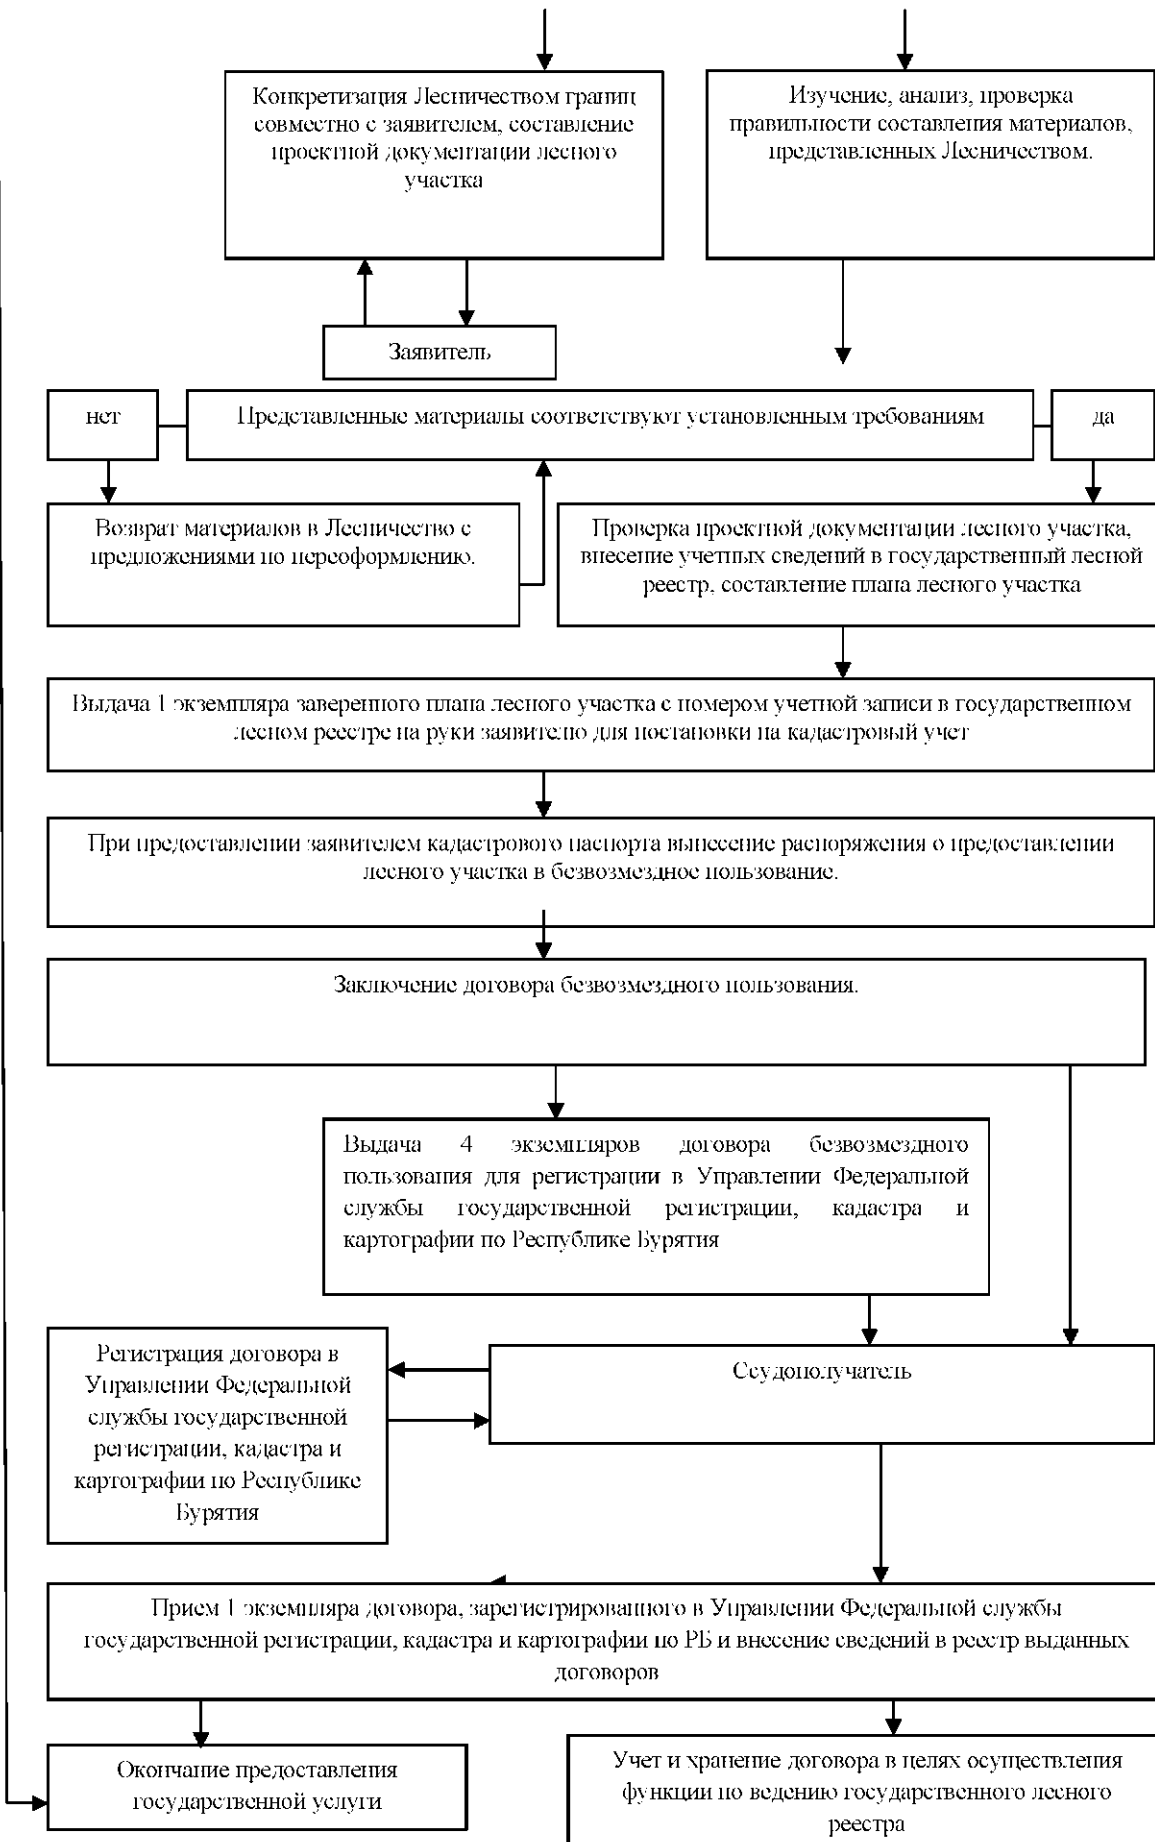 Конкретизация Лесничеством границ
совместно с заявителем, составление
проектной документации лесного
участка
Изучение, анализ, проверка
правильности составления материалов,
представленных Лесничеством.
Заявитель
нет
Представленные материалы соответствуют установленным требованиям
да
Возврат материалов в Лесничество с
предложениями по переоформлению.
Проверка проектной документации лесного участка,
внесение учетных сведений в государственный лесной
реестр, составление плана лесного участка
Выдача 1 экземпляра заверенного плана лесного участка с номером учетной записи в государственном
лесном реестре на руки заявителю для постановки на кадастровый учет
При предоставлении заявителем кадастрового паспорта вынесение распоряжения о предоставлении
лесного участка в безвозмездное пользование.
Заключение договора безвозмездного пользования.
Выдача 4 экземпляров договора безвозмездного
пользования для регистрации в Управлении Федеральной
службы государственной регистрации, кадастра и
картографии по Республике Бурятия
Регистрация договора в
Управлении Федеральной
службы государственной
регистрации, кадастра и
картографии по Республике
Бурятия
Ссудополучатель
Прием 1 экземпляра договора, зарегистрированного в Управлении Федеральной службы
государственной регистрации, кадастра и картографии по РБ и внесение сведений в реестр выданных
договоров
Окончание предоставления
государственной услуги
Учет и хранение договора в целях осуществления
функции по ведению государственного лесного
реестра